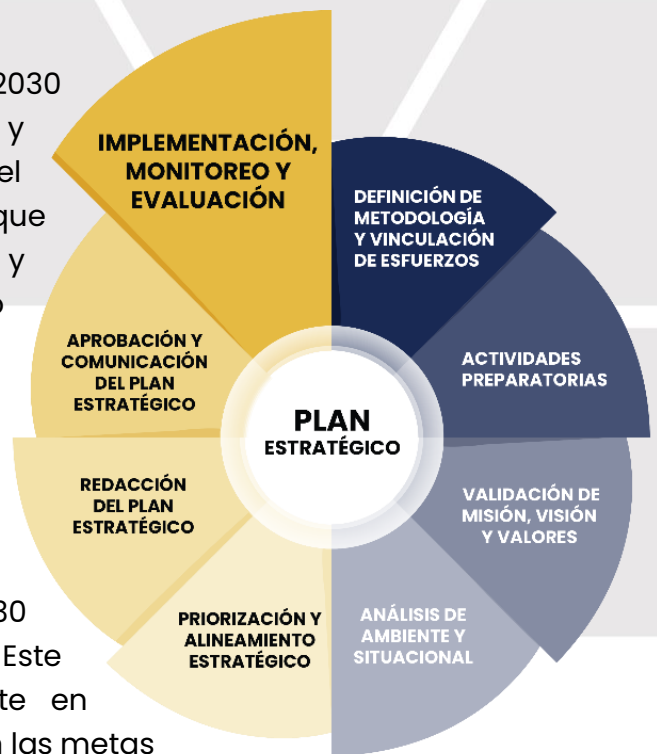 2030
y
el
que
y
IMPLEMENTACIÓN,
MONITOREO Y
EVALUACIÓN
DEFINICIÓN DE
METODOLOGÍA
Y VINCULACIÓN
DE ESFUERZOS
ACTIVIDADES
PREPARATORIAS
VALIDACIÓN DE
MISIÓN, VISIÓN
Y VALORES
ANÁLISIS DE
AMBIENTE Y
SITUACIONAL
PRIORIZACIÓN Y
ALINEAMIENTO
ESTRATÉGICO
REDACCIÓN
DEL PLAN
ESTRATÉGICO
APROBACIÓN Y
COMUNICACIÓN
DEL PLAN
ESTRATÉGICO
PLAN
ESTRATÉGICO
30
Este
te en
las metas